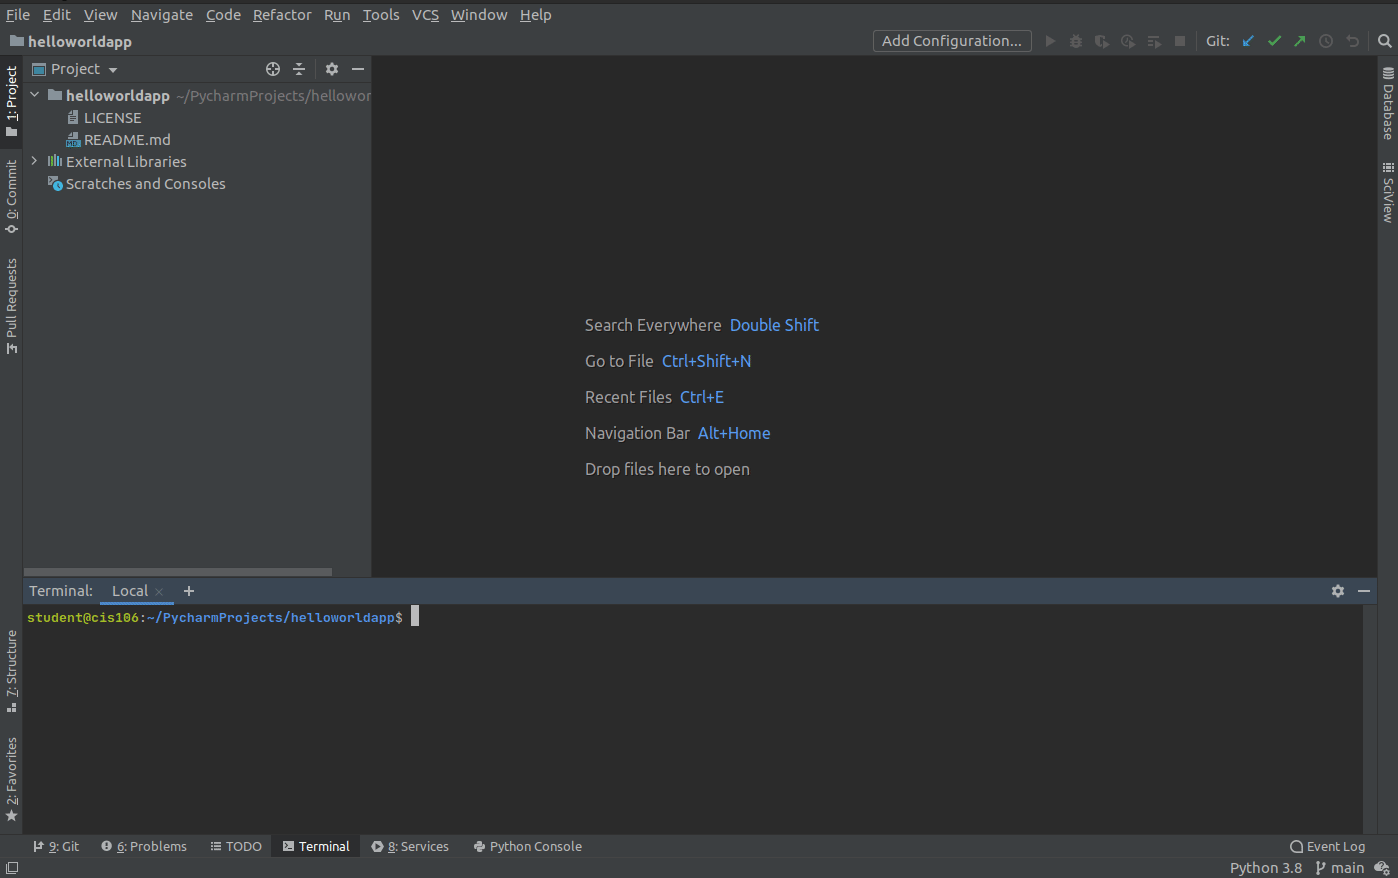 File Edit View Navigate Code Refactor Run Tools VCS Window Help
helloworldapp
Add Configuration...
Git:
1: Project
0: Commit
Pull Requests
7: Structure
2: Favorites
Project
helloworldapp ~/PycharmProjects/hellowor
LICENSE
README.md
External Libraries
Scratches and Consoles
Search Everywhere Double Shift
Go to File Ctrl+Shift+N
Recent Files Ctrl+E
Navigation Bar Alt+Home
Drop files here to open
Database
SciView
Terminal: Local × +
student@cis106:~/PycharmProjects/helloworldapp$
9: Git 6: Problems TODO Terminal 8: Services Python Console Event Log
Python 3.8 main